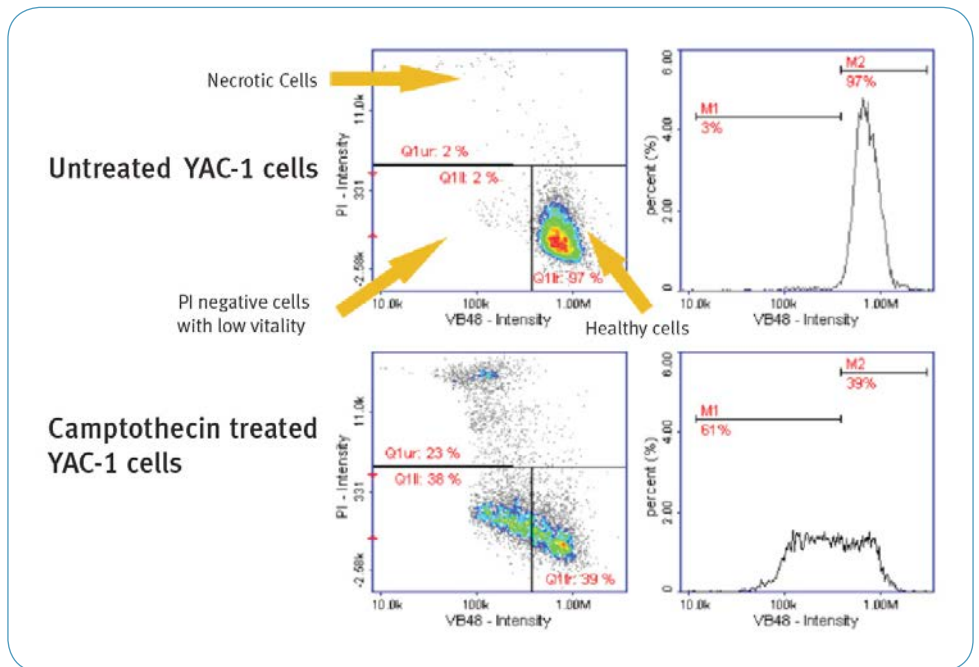 Necrotic Cells
Untreated YAC-1 cells
PI negative cells
with low vitality
PI - Intensity
11.0k
331
-2.58k
Q1ur: 2 %
Q1ll: 2 %
Q1lr: 97 %
10.0k 100k 1.00M
VB48 - Intensity
Healthy cells
percent (%)
6.00
4.00
2.00
0
M1
3%
M2
97%
10.0k 100k 1.00M
VB48 - Intensity
Camptothecin treated
YAC-1 cells
PI - Intensity
11.0k
331
-2.58k
Q1ur: 23 %
Q1ll: 38 %
Q1lr: 39 %
10.0k 100k 1.00M
VB48 - Intensity
percent (%)
6.00
4.00
2.00
0
M1
61%
M2
39%
10.0k 100k 1.00M
VB48 - Intensity